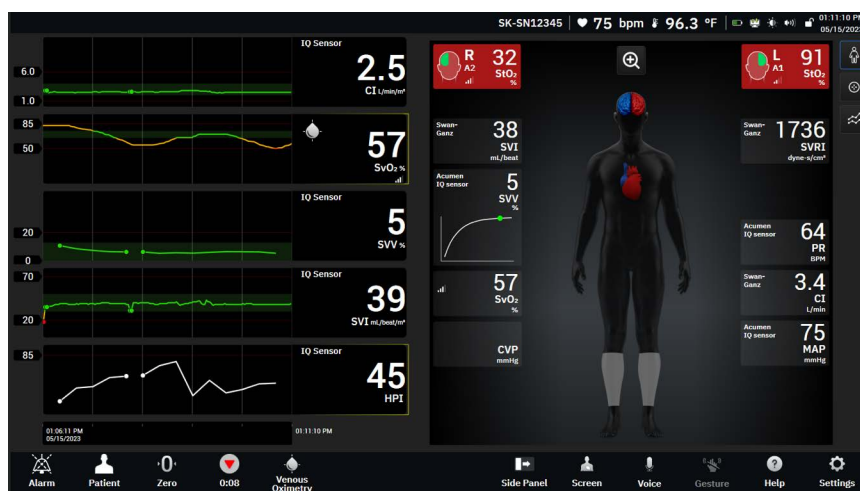 SK-SN12345 75 bpm 96.3 °F 01:11:10 PM
05/15/2023
IQ Sensor
6.0
1.0
2.5
CI L/min/m²
85
50
57
SvO₂ %
IQ Sensor
20
0
5
SVV %
IQ Sensor
70
20
39
SVI mL/beat/m²
IQ Sensor
85
45
HPI
01:06:11 PM
05/15/2023
01:11:10 PM
R
A2
32
StO₂
%
L
A1
91
StO₂
%
Swan-
Ganz
38
SVI
mL/beat
Swan-
Ganz
1736
SVRI
dyne-s/cm⁵
Acumen
IQ sensor
5
SVV
%
Acumen
IQ sensor
64
PR
BPM
57
SvO₂
%
Swan-
Ganz
3.4
CI
L/min
CVP
mmHg
Acumen
IQ sensor
75
MAP
mmHg
Alarm
Patient
0
Zero
0:08
Venous
Oximetry
Side Panel
Screen
Voice
Gesture
?
Help
Settings